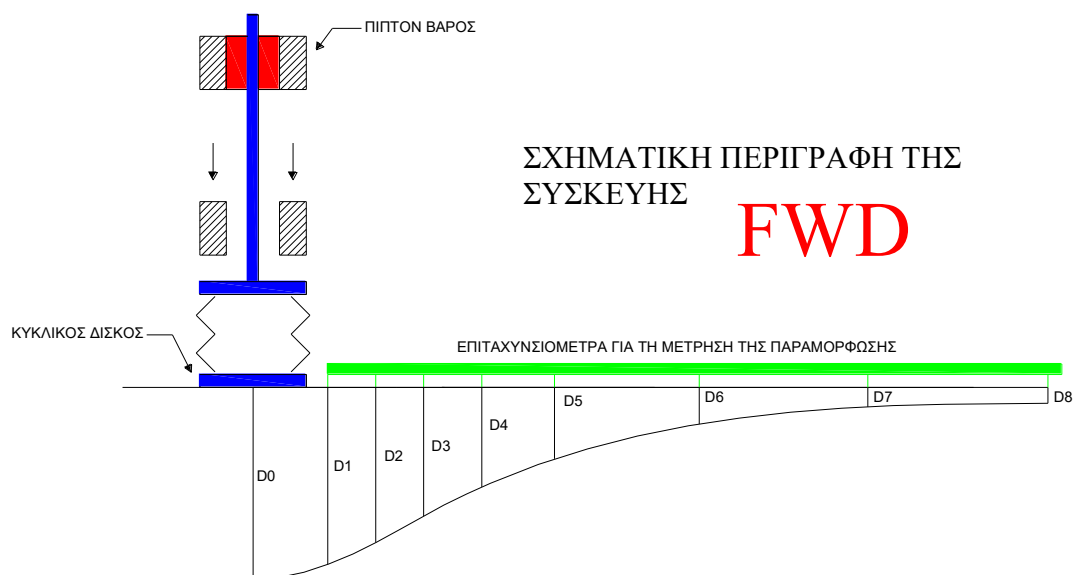 ΠΙΠΤΟΝ ΒΑΡΟΣ
ΣΧΗΜΑΤΙΚΗ ΠΕΡΙΓΡΑΦΗ ΤΗΣ
ΣΥΣΚΕΥΗΣ
FWD
ΚΥΚΛΙΚΟΣ ΔΙΣΚΟΣ
ΕΠΙΤΑΧΥΝΣΙΟΜΕΤΡΑ ΓΙΑ ΤΗ ΜΕΤΡΗΣΗ ΤΗΣ ΠΑΡΑΜΟΡΦΩΣΗΣ
D0
D1
D2
D3
D4
D5
D6
D7
D8